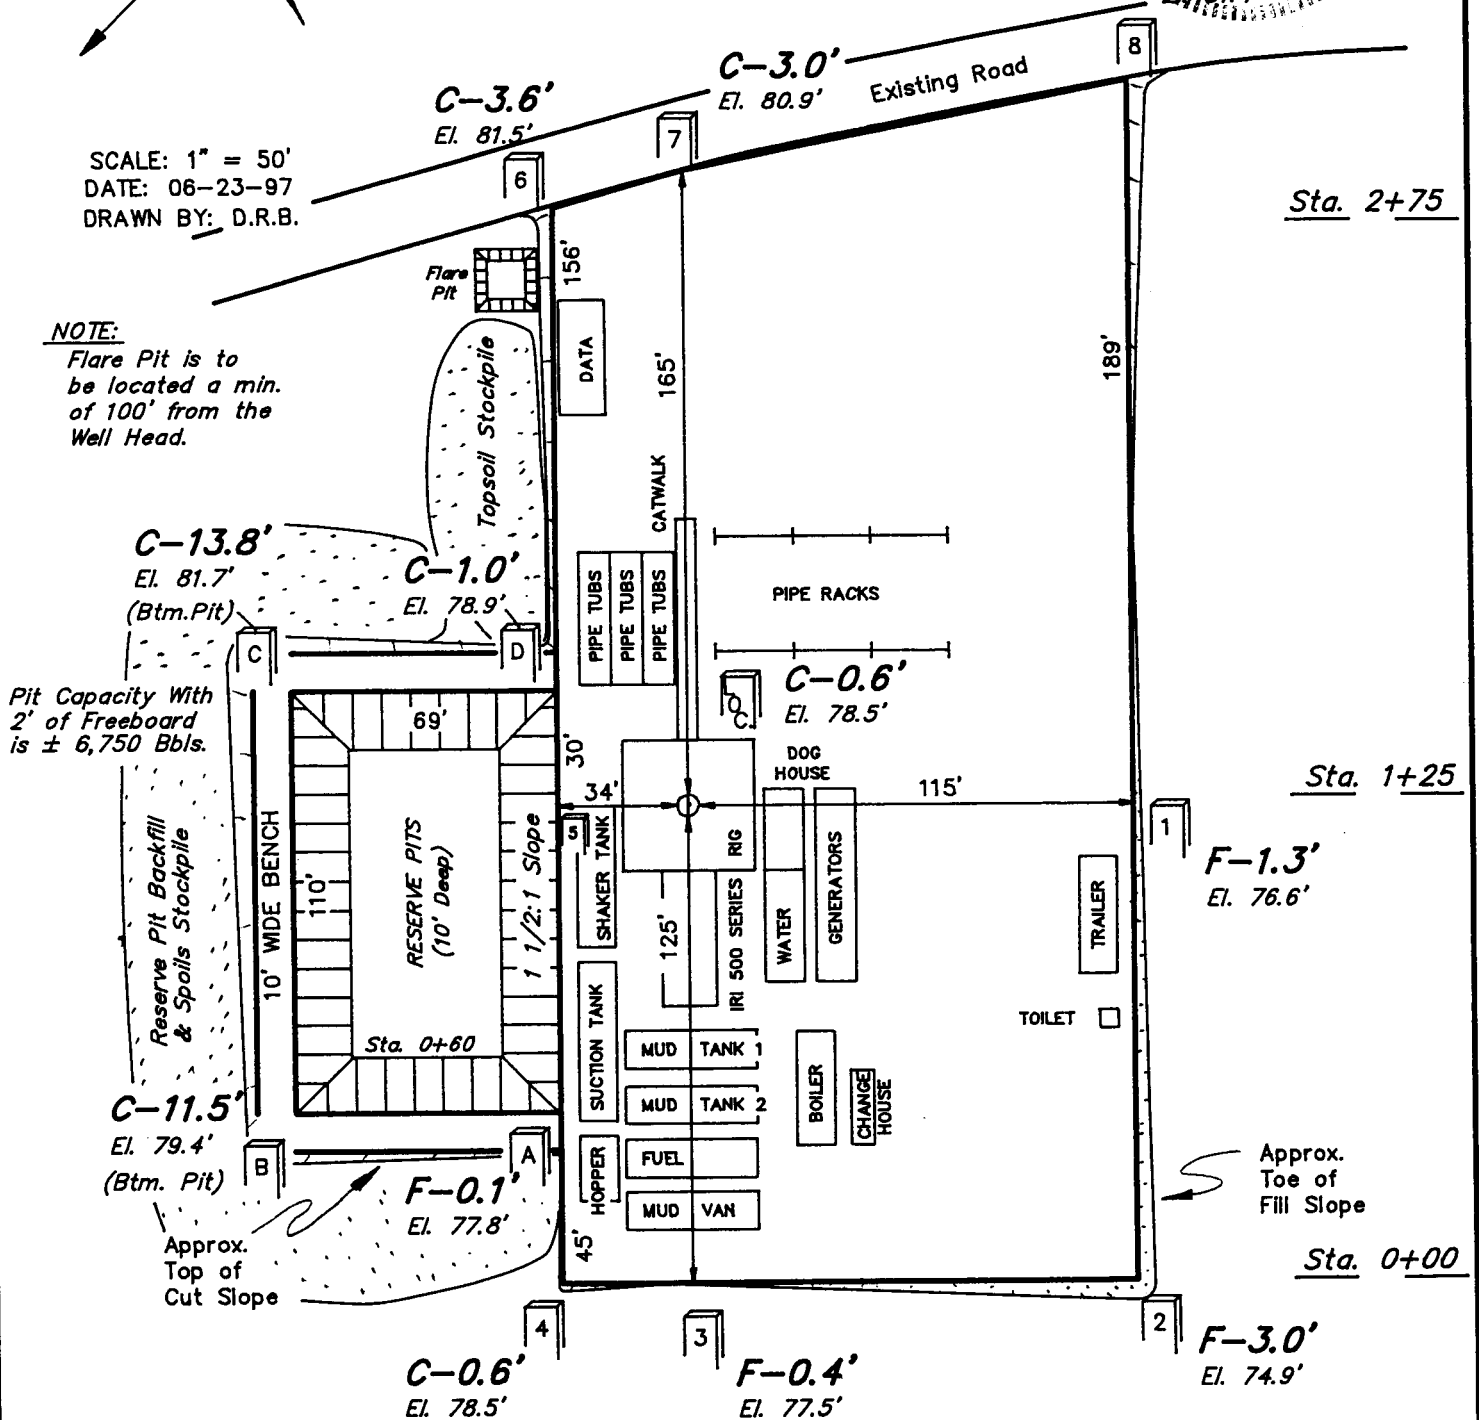 8
C-3.0'
El. 80.9'
Existing Road
C-3.6'
El. 81.5'
7
6
SCALE: 1" = 50'
DATE: 06-23-97
DRAWN BY: D.R.B.
Sta. 2+75
Flare
Pit
156'
NOTE:
Flare Pit is to
be located a min.
of 100' from the
Well Head.
DATA
165'
189'
Topsoil Stockpile
CATWALK
C-13.8'
El. 81.7'
(Btm.Pit)
C-1.0'
El. 78.9'
PIPE TUBS
PIPE TUBS
PIPE TUBS
PIPE RACKS
C
D
C-0.6'
El. 78.5'
LOC.
Pit Capacity With
2' of Freeboard
is ± 6,750 Bbls.
69'
30'
DOG
HOUSE
Sta. 1+25
34'
115'
5
1
F-1.3'
El. 76.6'
RIG
SHAKER TANK
1 1/2:1 Slope
RESERVE PITS
(10' Deep)
110'
10' WIDE BENCH
Reserve Pit Backfill
& Spoils Stockpile
125'
IRI 500 SERIES
WATER
GENERATORS
TRAILER
TOILET
Sta. 0+60
SUCTION TANK
MUD TANK 1
MUD TANK 2
BOILER
CHANGE
HOUSE
C-11.5'
El. 79.4'
(Btm. Pit)
B
A
HOPPER
FUEL
MUD VAN
F-0.1'
El. 77.8'
Approx.
Toe of
Fill Slope
Approx.
Top of
Cut Slope
45'
Sta. 0+00
4
3
2
C-0.6'
El. 78.5'
F-0.4'
El. 77.5'
F-3.0'
El. 74.9'